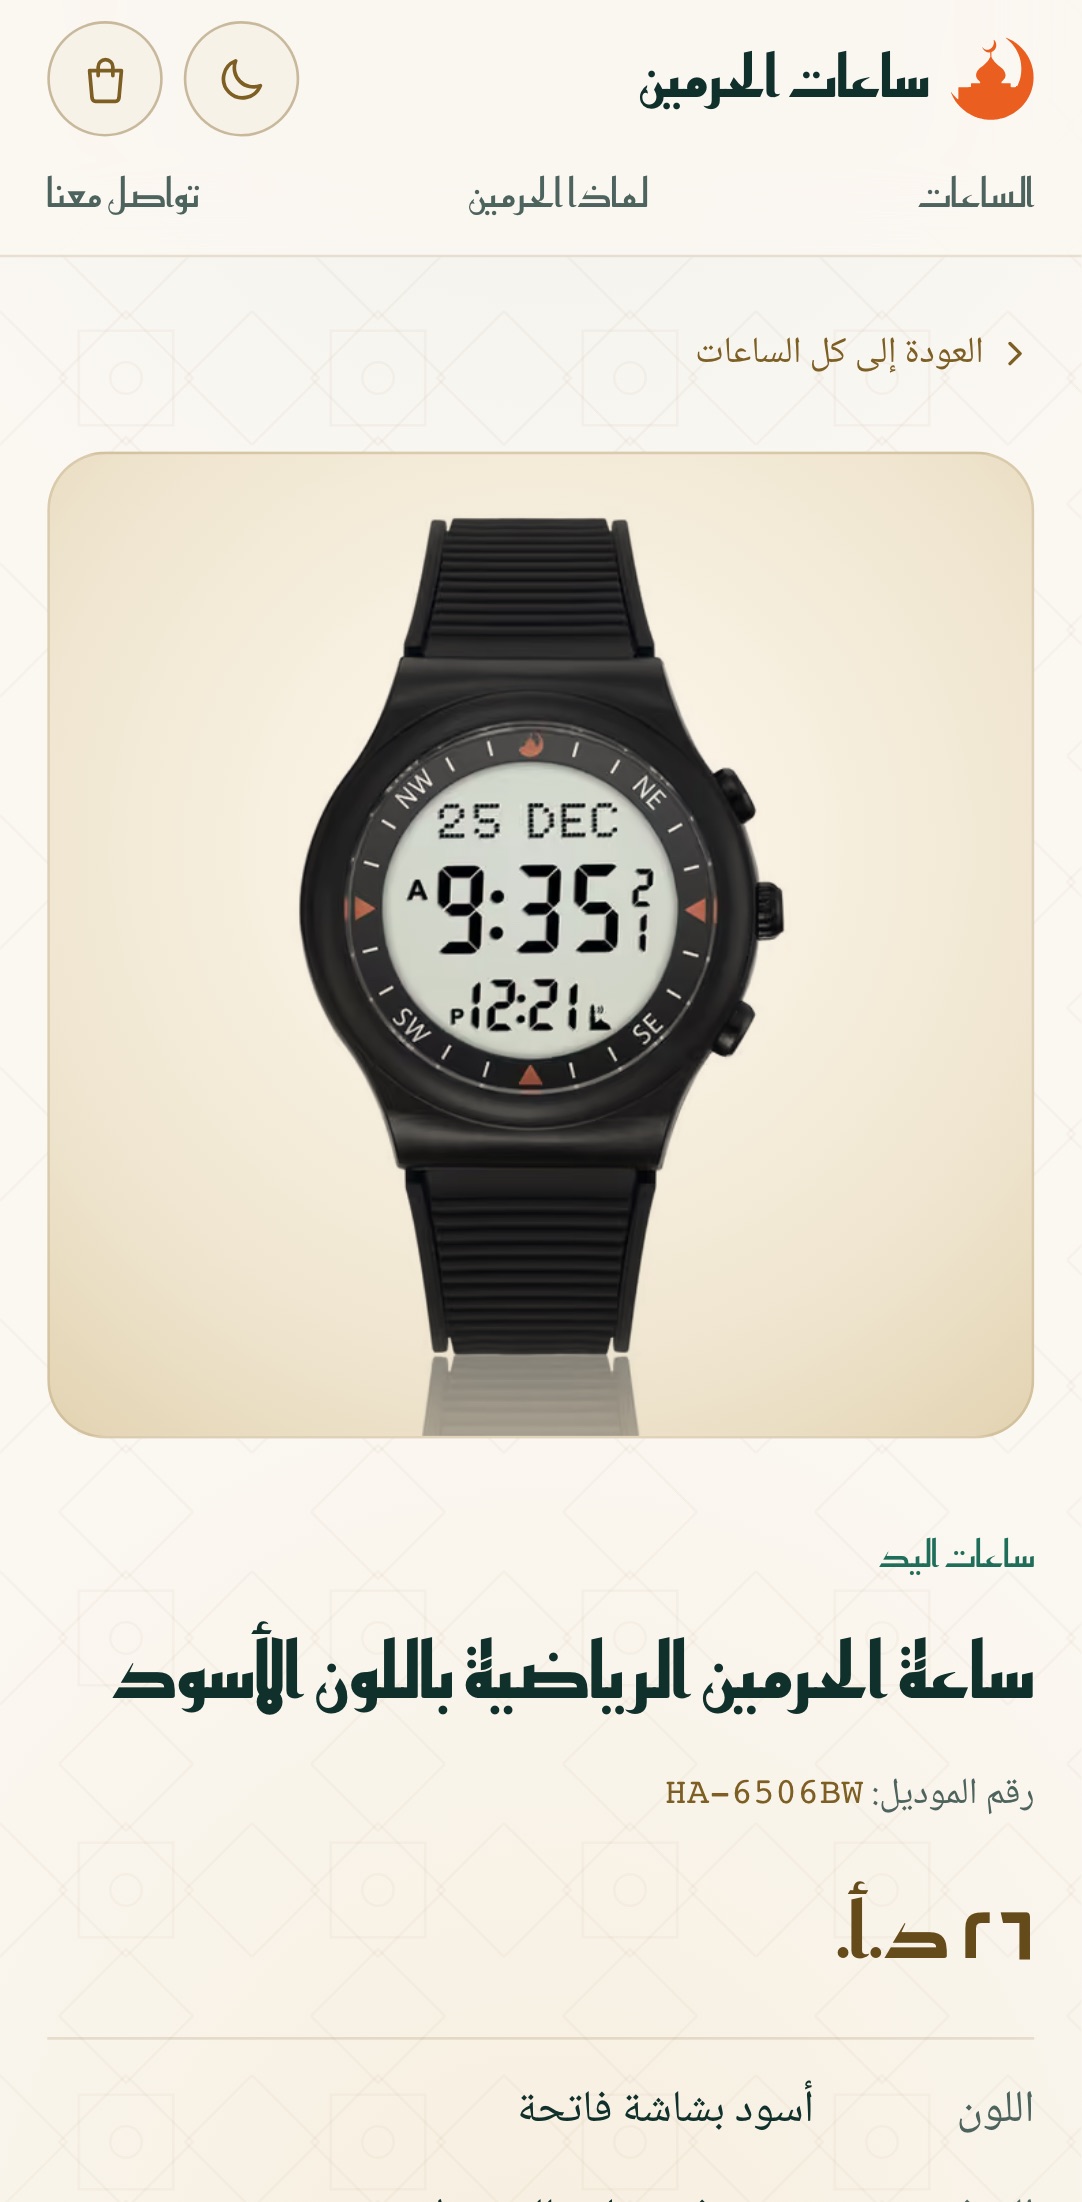 ساعات الحرمين
الساعات
لماذا الحرمين
تواصل معنا
العودة إلى كل الساعات
NW
NE
25 DEC
A 9:35 21
P 12:21
SW
SE
ساعات اليد
ساعة الحرمين الرياضية باللون الأسود
رقم الموديل: HA-6506BW
٢٦ د.أ.
اللون
أسود بشاشة فاتحة